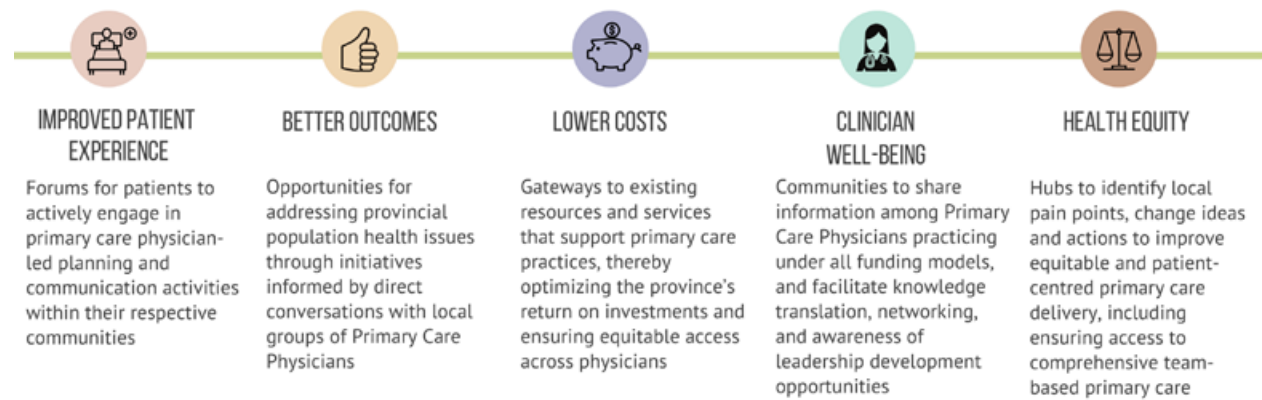 IMPROVED PATIENT
EXPERIENCE
Forums for patients to
actively engage in
primary care physician-
led planning and
communication activities
within their respective
communities
BETTER OUTCOMES
Opportunities for
addressing provincial
population health issues
through initiatives
informed by direct
conversations with local
groups of Primary Care
Physicians
LOWER COSTS
Gateways to existing
resources and services
that support primary care
practices, thereby
optimizing the province's
return on investments and
ensuring equitable access
across physicians
CLINICIAN
WELL-BEING
Communities to share
information among Primary
Care Physicians practicing
under all funding models,
and facilitate knowledge
translation, networking,
and awareness of
leadership development
opportunities
HEALTH EQUITY
Hubs to identify local
pain points, change ideas
and actions to improve
equitable and patient-
centred primary care
delivery, including
ensuring access to
comprehensive team-
based primary care